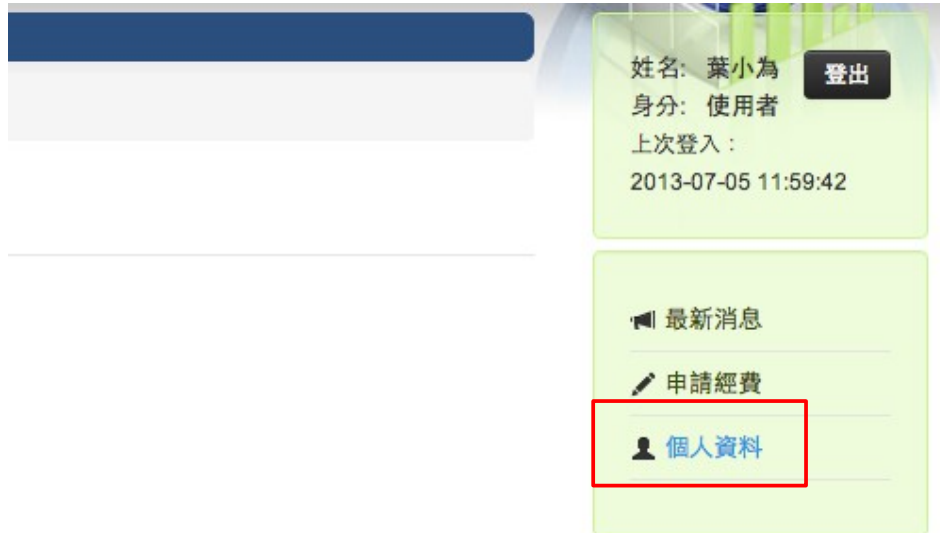 姓名: 葉小為 登出
身分: 使用者
上次登入：
2013-07-05 11:59:42
最新消息
申請經費
個人資料